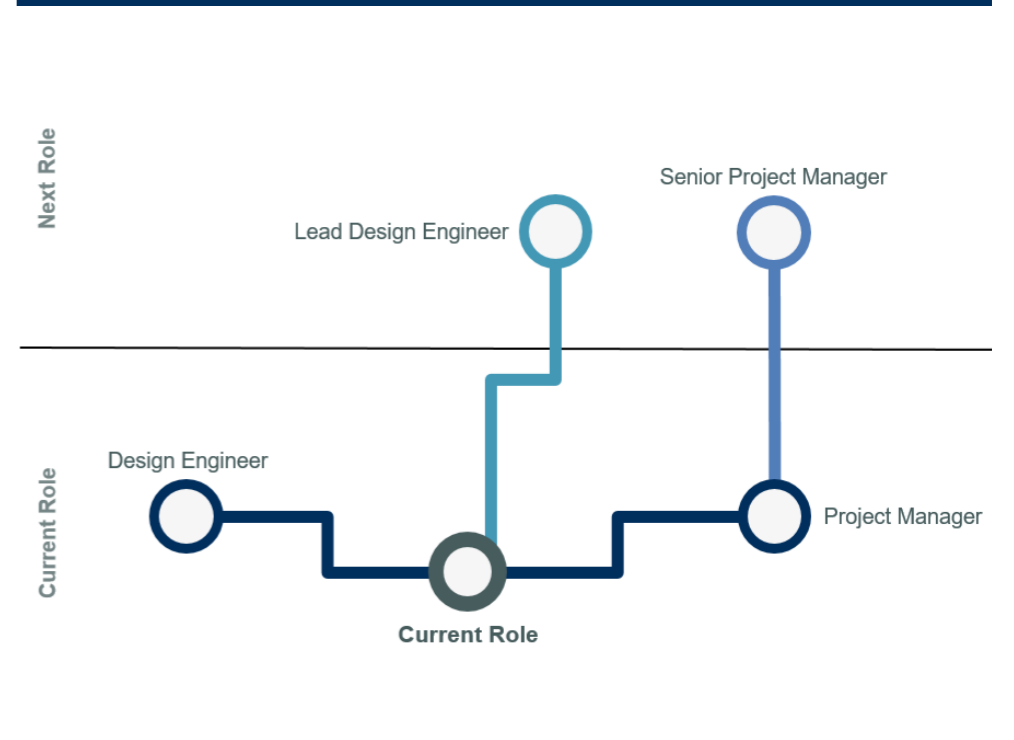 Next Role
Senior Project Manager
Lead Design Engineer
Current Role
Design Engineer
Project Manager
Current Role